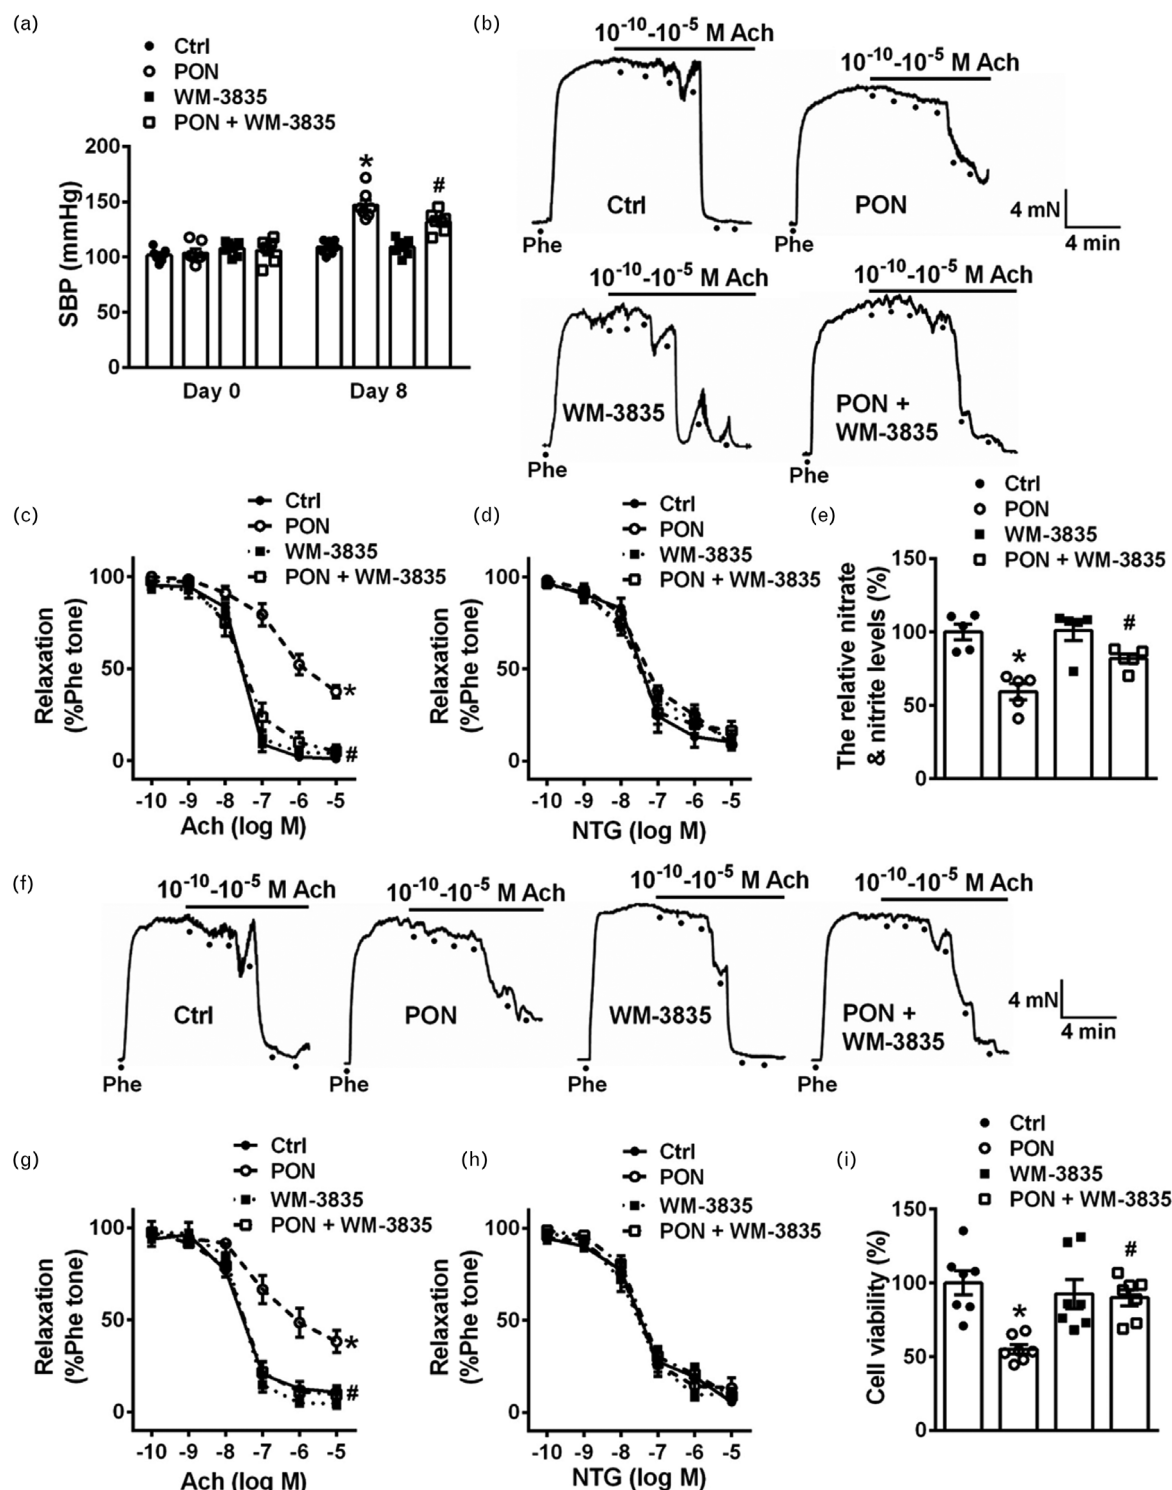 (a)
Ctrl
PON
WM-3835
PON + WM-3835
SBP (mmHg)
200
150
100
50
0
*
#
Day 0
Day 8
(b)
10-10-10-5 M Ach
Ctrl
Phe
10-10-10-5 M Ach
PON
Phe
4 mN
4 min
10-10-10-5 M Ach
WM-3835
Phe
10-10-10-5 M Ach
PON +
WM-3835
Phe
(c)
Ctrl
PON
WM-3835
PON + WM-3835
Relaxation
(%Phe tone)
100
50
0
*
#
-10 -9 -8 -7 -6 -5
Ach (log M)
(d)
Ctrl
PON
WM-3835
PON + WM-3835
Relaxation
(%Phe tone)
100
50
0
-10 -9 -8 -7 -6 -5
NTG (log M)
(e)
Ctrl
PON
WM-3835
PON + WM-3835
The relative nitrate
& nitrite levels (%)
150
100
50
0
*
#
(f)
10-10-10-5 M Ach
Ctrl
Phe
10-10-10-5 M Ach
PON
Phe
10-10-10-5 M Ach
WM-3835
Phe
10-10-10-5 M Ach
PON +
WM-3835
Phe
4 mN
4 min
(g)
Ctrl
PON
WM-3835
PON + WM-3835
Relaxation
(%Phe tone)
100
50
0
*
#
-10 -9 -8 -7 -6 -5
Ach (log M)
(h)
Ctrl
PON
WM-3835
PON + WM-3835
Relaxation
(%Phe tone)
100
50
0
-10 -9 -8 -7 -6 -5
NTG (log M)
(i)
Ctrl
PON
WM-3835
PON + WM-3835
Cell viability (%)
150
100
50
0
*
#